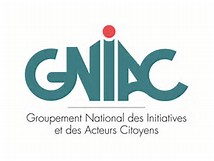 GNIAC
Groupement National des Initiatives
et des Acteurs Citoyens